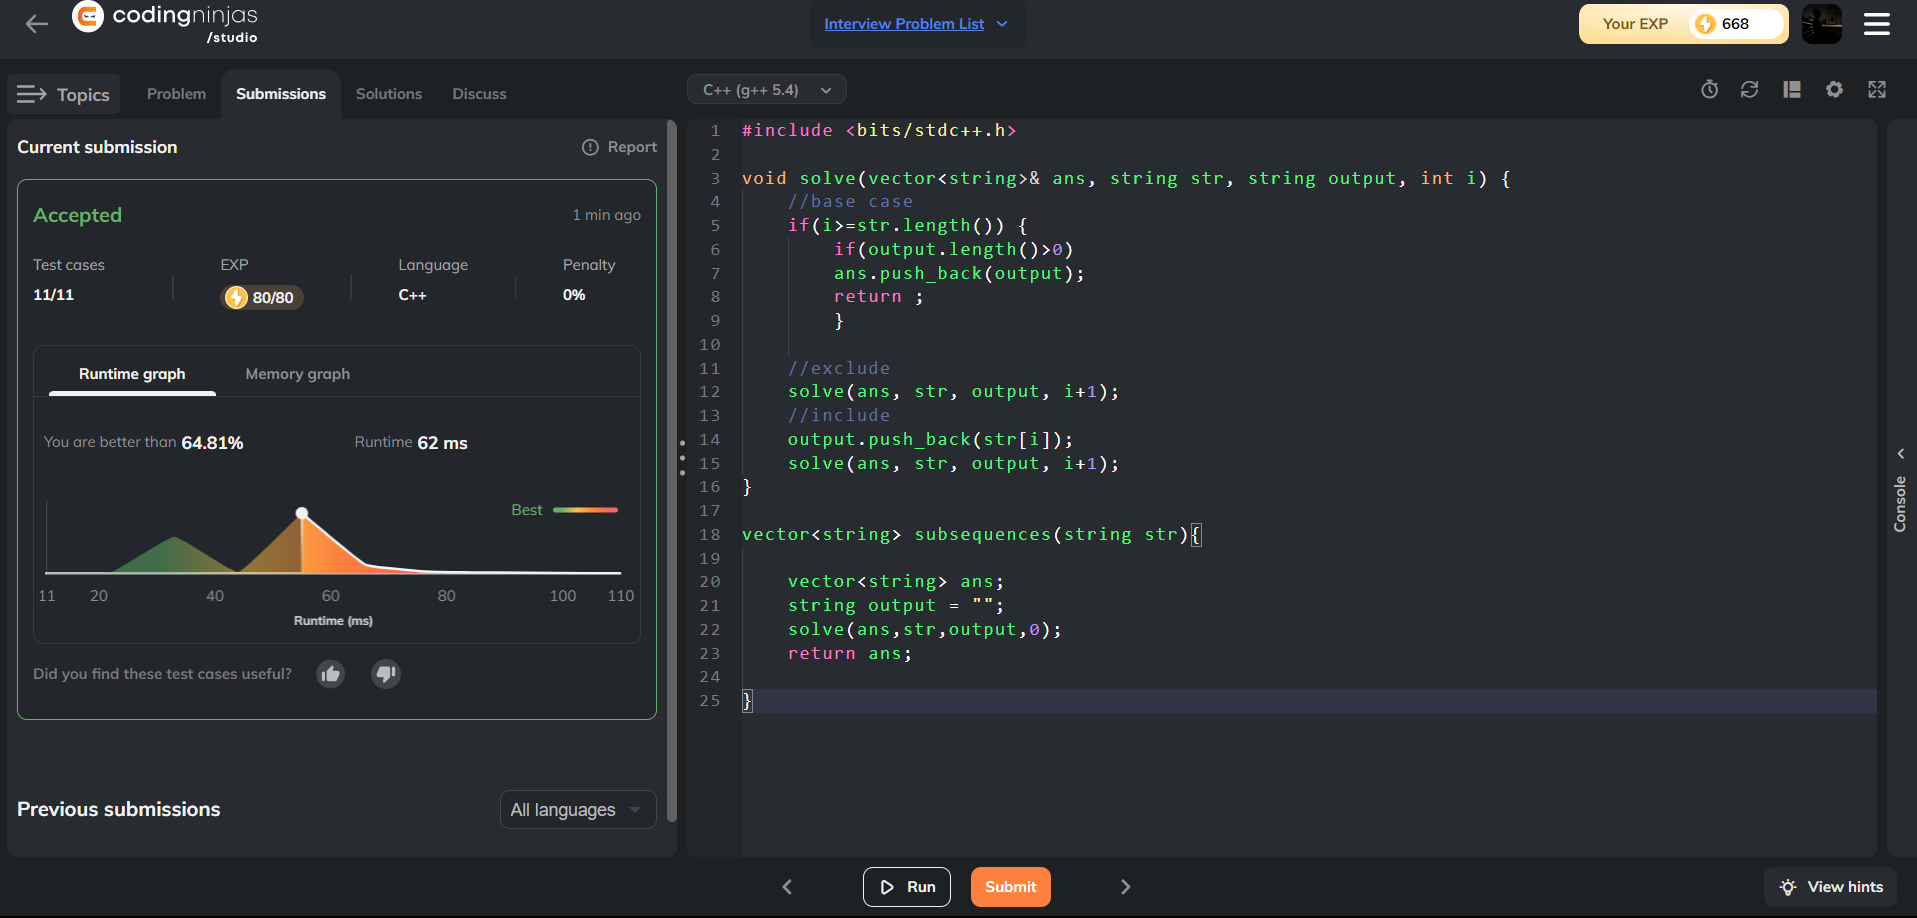 codingninjas
/studio
Interview Problem List
Your EXP 668
Topics Problem Submissions Solutions Discuss
C++ (g++ 5.4)
Current submission Report
Accepted 1 min ago
Test cases EXP Language Penalty
11/11 80/80 C++ 0%
Runtime graph Memory graph
You are better than 64.81% Runtime 62 ms
Best
11 20 40 60 80 100 110
Runtime (ms)
Did you find these test cases useful?
Previous submissions All languages
1 #include <bits/stdc++.h>
2
3 void solve(vector<string>& ans, string str, string output, int i) {
4 //base case
5 if(i>=str.length()) {
6 if(output.length()>0)
7 ans.push_back(output);
8 return ;
9 }
10
11 //exclude
12 solve(ans, str, output, i+1);
13 //include
14 output.push_back(str[i]);
15 solve(ans, str, output, i+1);
16 }
17
18 vector<string> subsequences(string str){
19
20 vector<string> ans;
21 string output = "";
22 solve(ans,str,output,0);
23 return ans;
24
25 }
Console
Run Submit View hints